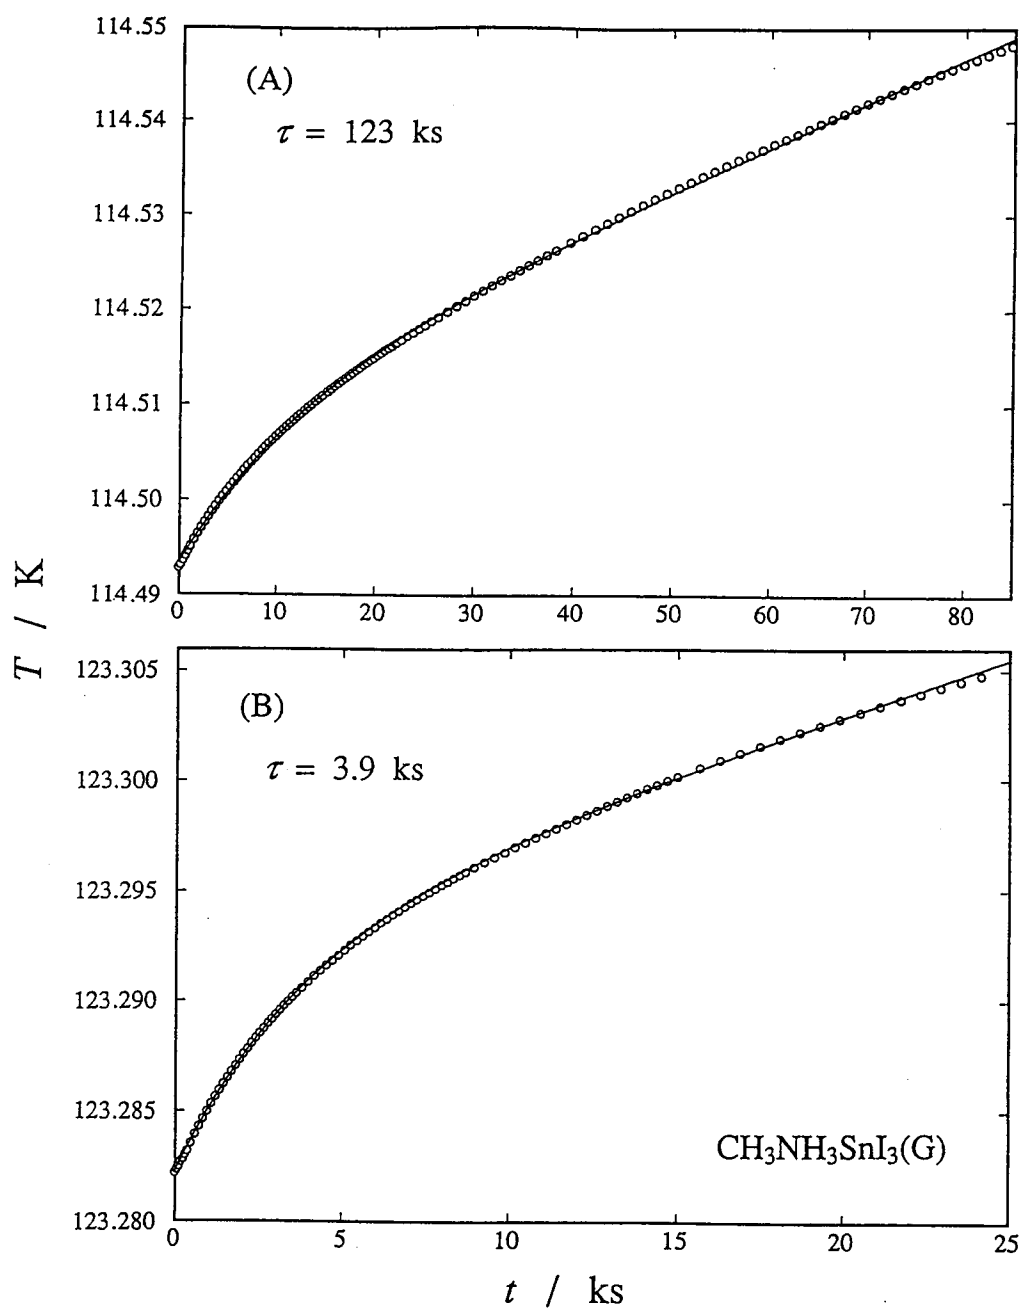 114.55
(A)
τ = 123 ks
114.54
114.53
114.52
114.51
114.50
114.49
0 10 20 30 40 50 60 70 80
T / K
123.305
(B)
τ = 3.9 ks
123.300
123.295
123.290
123.285
CH₃NH₃SnI₃(G)
123.280
0 5 10 15 20 25
t / ks